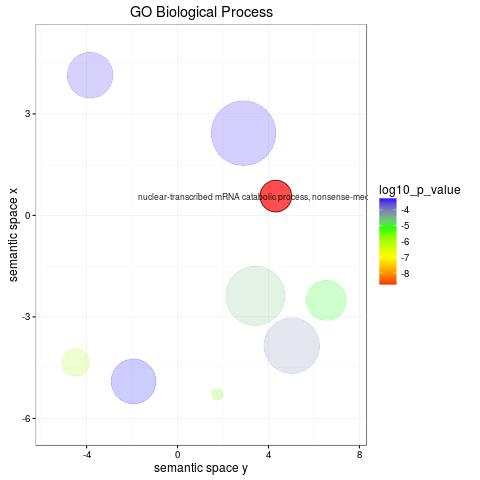 GO Biological Process
semantic space x
3
0
-3
-6
nuclear-transcribed mRNA catabolic process, nonsense-me
-4
0
4
8
semantic space y
log10_p_value
-4
-5
-6
-7
-8